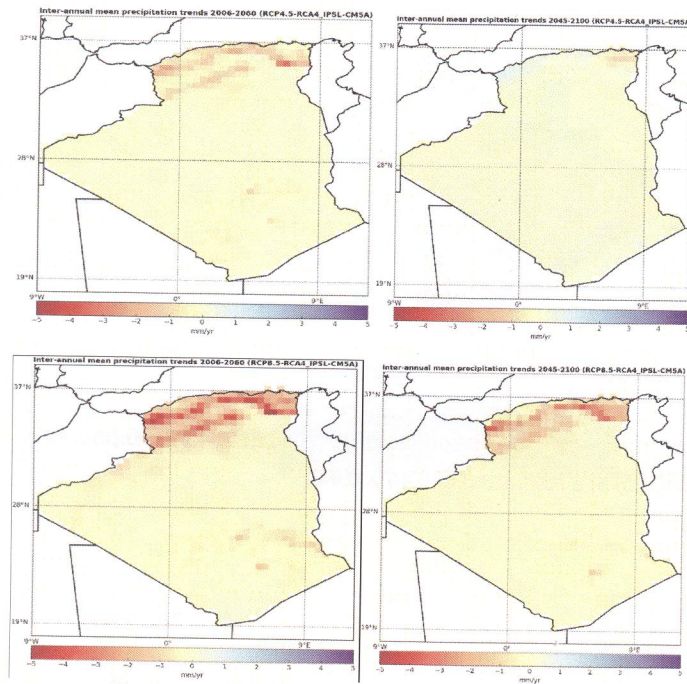 Inter-annual mean precipitation trends 2006-2060 (RCP4.5-RCA4_IPSL-CM5A)
37°N
28°N
19°N
9°W 0° 9°E
−5 −4 −3 −2 −1 0 1 2 3 4 5
mm/yr
Inter-annual mean precipitation trends 2045-2100 (RCP4.5-RCA4_IPSL-CM5A)
37°N
28°N
19°N
9°W 0° 9°E
−5 −4 −3 −2 −1 0 1 2 3 4 5
mm/yr
Inter-annual mean precipitation trends 2006-2060 (RCP8.5-RCA4_IPSL-CM5A)
37°N
28°N
19°N
9°W 0° 9°E
−5 −4 −3 −2 −1 0 1 2 3 4 5
mm/yr
Inter-annual mean precipitation trends 2045-2100 (RCP8.5-RCA4_IPSL-CM5A)
37°N
28°N
19°N
9°W 0° 9°E
−5 −4 −3 −2 −1 0 1 2 3 4 5
mm/yr